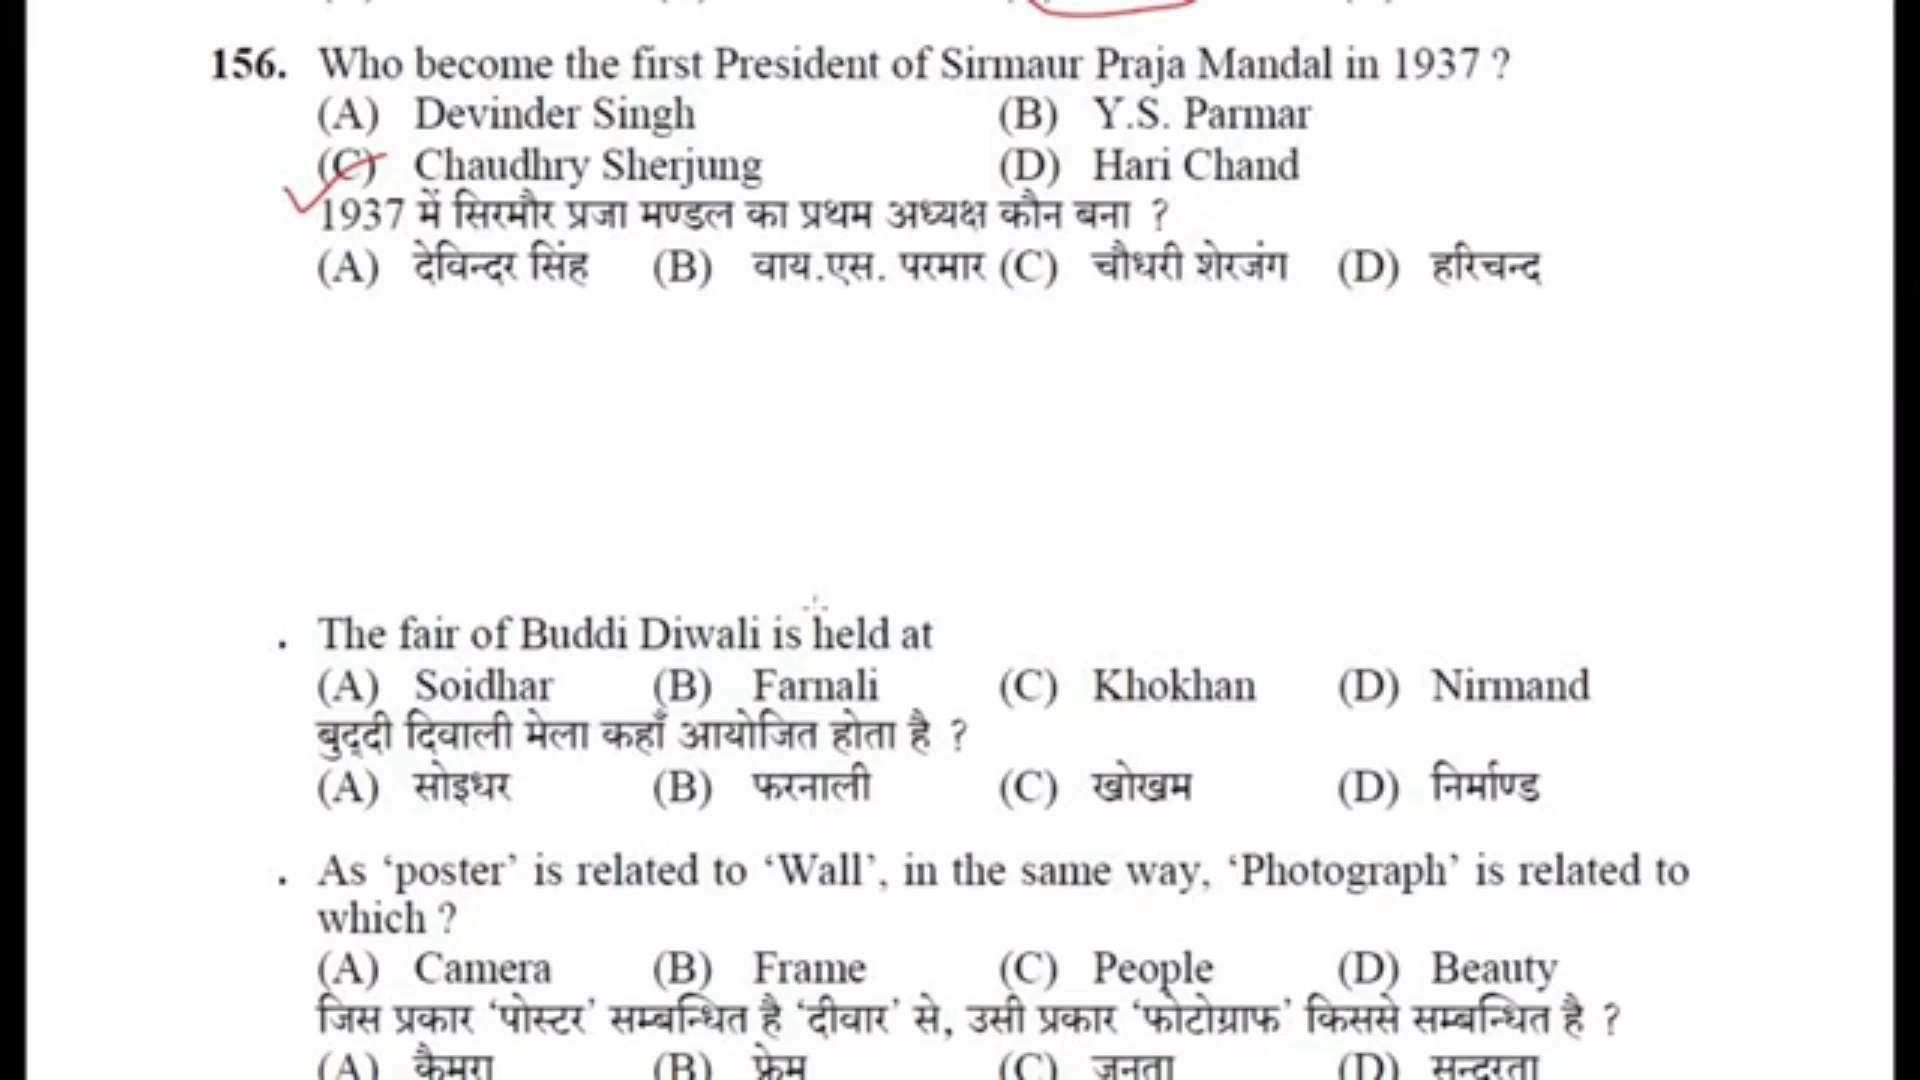 156. Who become the first President of Sirmaur Praja Mandal in 1937 ?
(A) Devinder Singh (B) Y.S. Parmar
(C) Chaudhry Sherjung (D) Hari Chand
1937 में सिरमौर प्रजा मण्डल का प्रथम अध्यक्ष कौन बना ?
(A) देविन्दर सिंह (B) वाय.एस. परमार (C) चौधरी शेरजंग (D) हरिचन्द
. The fair of Buddi Diwali is held at
(A) Soidhar (B) Farnali (C) Khokhan (D) Nirmand
बुद्दी दिवाली मेला कहाँ आयोजित होता है ?
(A) सोइधर (B) फरनाली (C) खोखम (D) निर्माण्ड
. As ‘poster’ is related to ‘Wall’, in the same way, ‘Photograph’ is related to
which ?
(A) Camera (B) Frame (C) People (D) Beauty
जिस प्रकार ‘पोस्टर’ सम्बन्धित है ‘दीवार’ से, उसी प्रकार ‘फोटोग्राफ’ किससे सम्बन्धित है ?
(A) कैमरा (B) फ्रेम (C) जनता (D) सुन्दरता